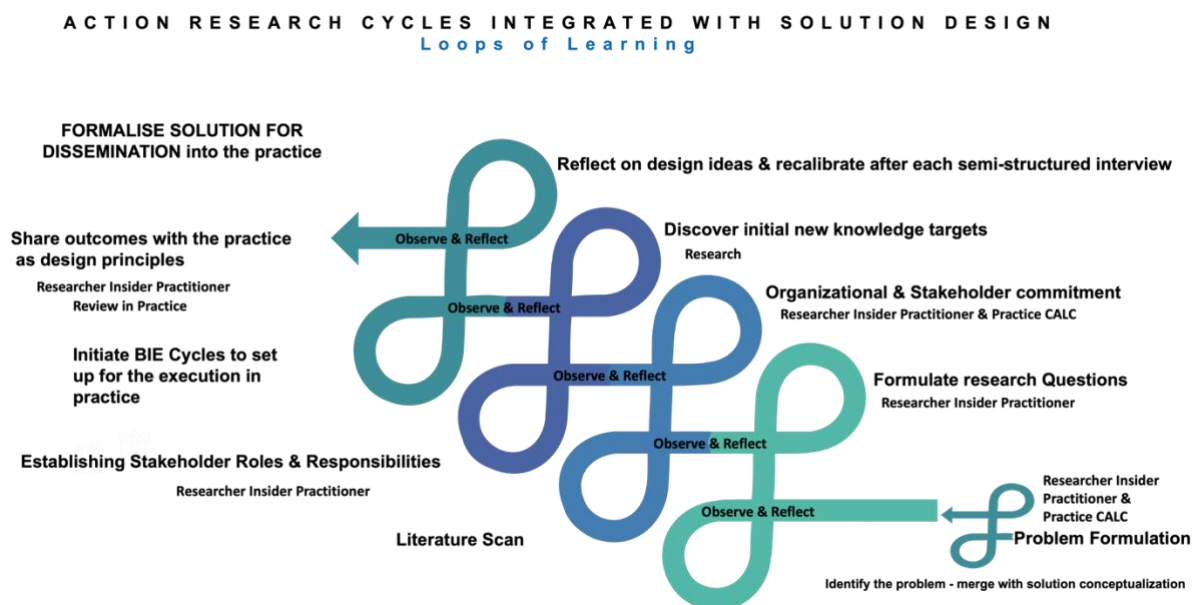 ACTION RESEARCH CYCLES INTEGRATED WITH SOLUTION DESIGN
Loops of Learning
FORMALISE SOLUTION FOR
DISSEMINATION into the practice
Reflect on design ideas & recalibrate after each semi-structured interview
Share outcomes with the practice
as design principles
Researcher Insider Practitioner
Review in Practice
Observe & Reflect
Discover initial new knowledge targets
Research
Observe & Reflect
Organizational & Stakeholder commitment
Researcher Insider Practitioner & Practice CALC
Initiate BIE Cycles to set
up for the execution in
practice
Observe & Reflect
Formulate research Questions
Researcher Insider Practitioner
Establishing Stakeholder Roles & Responsibilities
Researcher Insider Practitioner
Observe & Reflect
Literature Scan
Observe & Reflect
Researcher Insider
Practitioner &
Practice CALC
Problem Formulation
Identify the problem - merge with solution conceptualization